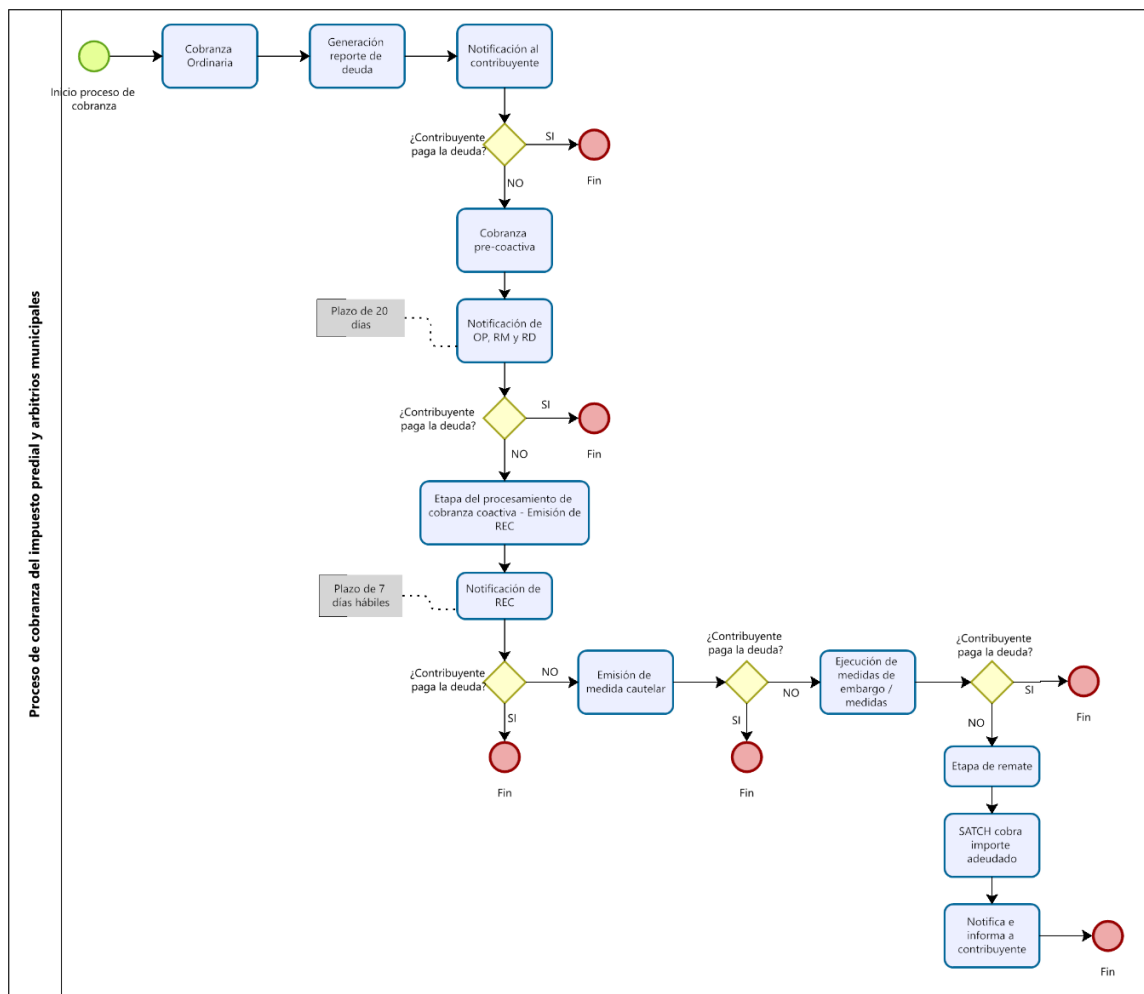 Proceso de cobranza del impuesto predial y arbitrios municipales
Inicio proceso de
cobranza
Cobranza
Ordinaria
Generación
reporte de
deuda
Notificación al
contribuyente
¿Contribuyente
paga la deuda?
SI
Fin
NO
Cobranza
pre-coactiva
Plazo de 20
días
Notificación de
OP, RM y RD
¿Contribuyente
paga la deuda?
SI
Fin
NO
Etapa del procesamiento de
cobranza coactiva - Emisión de
REC
Plazo de 7
días hábiles
Notificación de
REC
¿Contribuyente
paga la deuda?
NO
SI
Fin
Emisión de
medida cautelar
¿Contribuyente
paga la deuda?
NO
SI
Fin
Ejecución de
medidas de
embargo /
medidas
¿Contribuyente
paga la deuda?
SI
Fin
NO
Etapa de remate
SATCH cobra
importe
adeudado
Notifica e
informa a
contribuyente
Fin